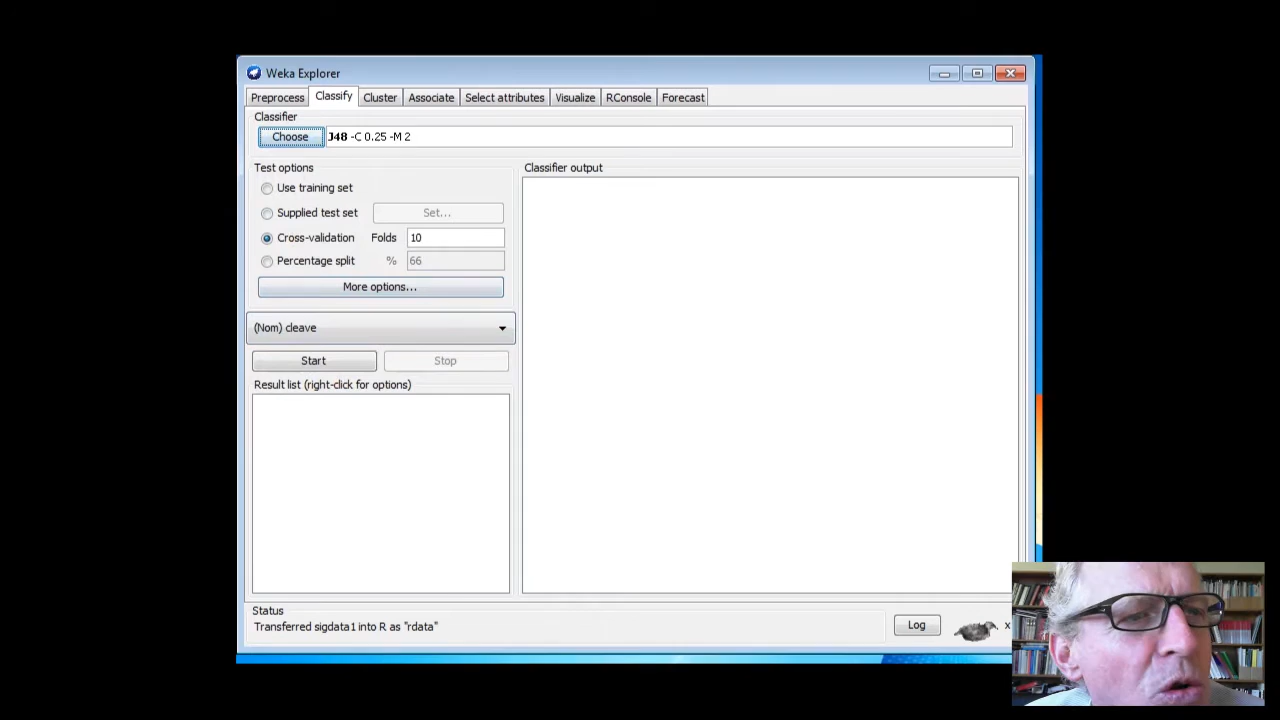 Weka Explorer
Preprocess Classify Cluster Associate Select attributes Visualize RConsole Forecast
Classifier
Choose J48 -C 0.25 -M 2
Test options
Use training set
Supplied test set Set...
Cross-validation Folds 10
Percentage split % 66
More options...
(Nom) cleave
Start Stop
Result list (right-click for options)
Classifier output
Status
Transferred sigdata1 into R as "rdata"
Log x